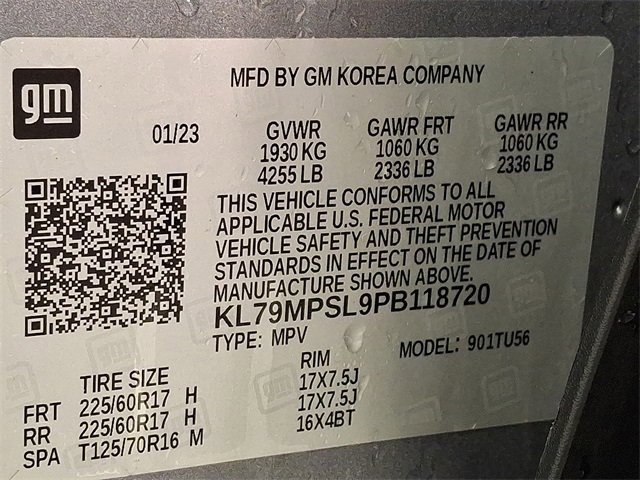 gm
MFD BY GM KOREA COMPANY
01/23
GVWR GAWR FRT GAWR RR
1930 KG 1060 KG 1060 KG
4255 LB 2336 LB 2336 LB
THIS VEHICLE CONFORMS TO ALL
APPLICABLE U.S. FEDERAL MOTOR
VEHICLE SAFETY AND THEFT PREVENTION
STANDARDS IN EFFECT ON THE DATE OF
MANUFACTURE SHOWN ABOVE.
KL79MPSL9PB118720
TYPE: MPV MODEL: 901TU56
TIRE SIZE RIM
FRT 225/60R17 H 17X7.5J
RR 225/60R17 H 17X7.5J
SPA T125/70R16 M 16X4BT